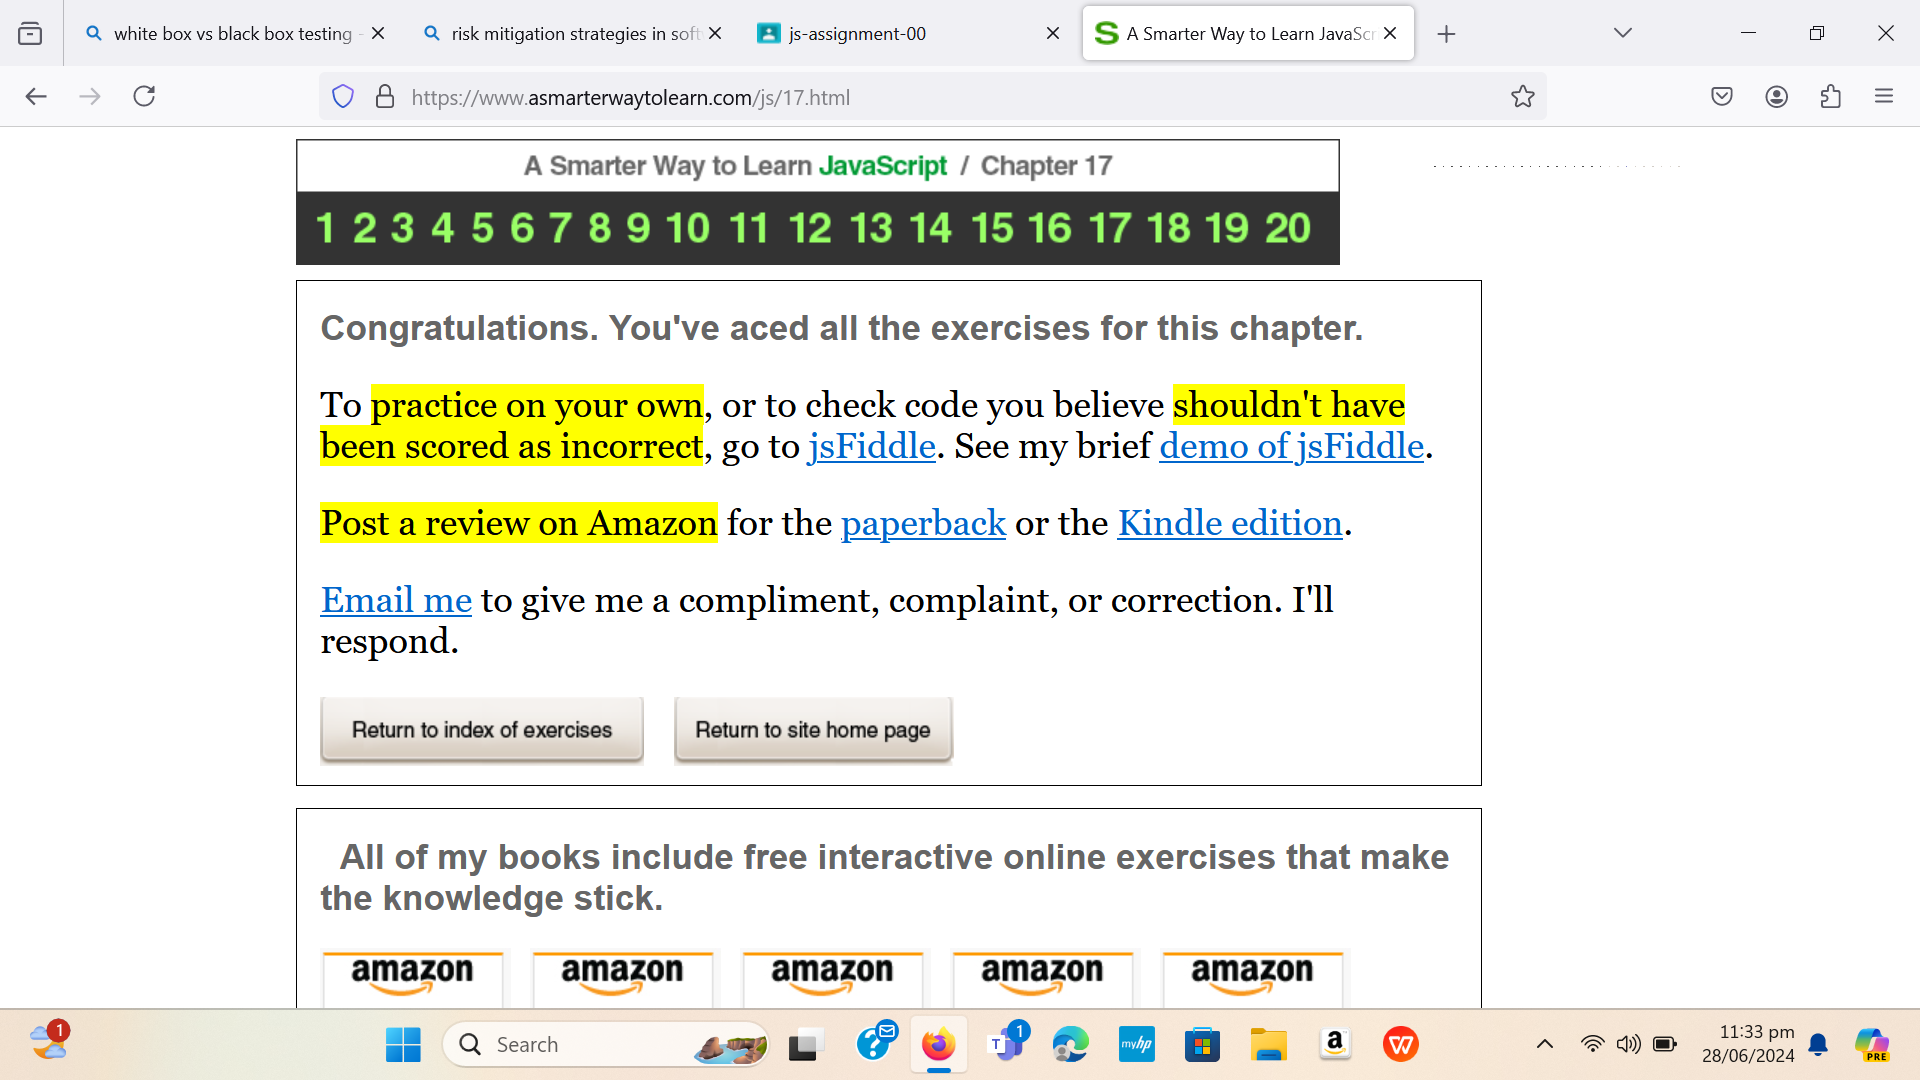 white box vs black box testing -
risk mitigation strategies in soft
js-assignment-00
A Smarter Way to Learn JavaScr
https://www.asmarterwaytolearn.com/js/17.html
A Smarter Way to Learn JavaScript / Chapter 17
1 2 3 4 5 6 7 8 9 10 11 12 13 14 15 16 17 18 19 20
Congratulations. You've aced all the exercises for this chapter.
To practice on your own, or to check code you believe shouldn't have
been scored as incorrect, go to jsFiddle. See my brief demo of jsFiddle.
Post a review on Amazon for the paperback or the Kindle edition.
Email me to give me a compliment, complaint, or correction. I'll
respond.
Return to index of exercises
Return to site home page
All of my books include free interactive online exercises that make
the knowledge stick.
amazon amazon amazon amazon amazon
1
Search
1
T
myhp
a
W
11:33 pm
28/06/2024
PRE